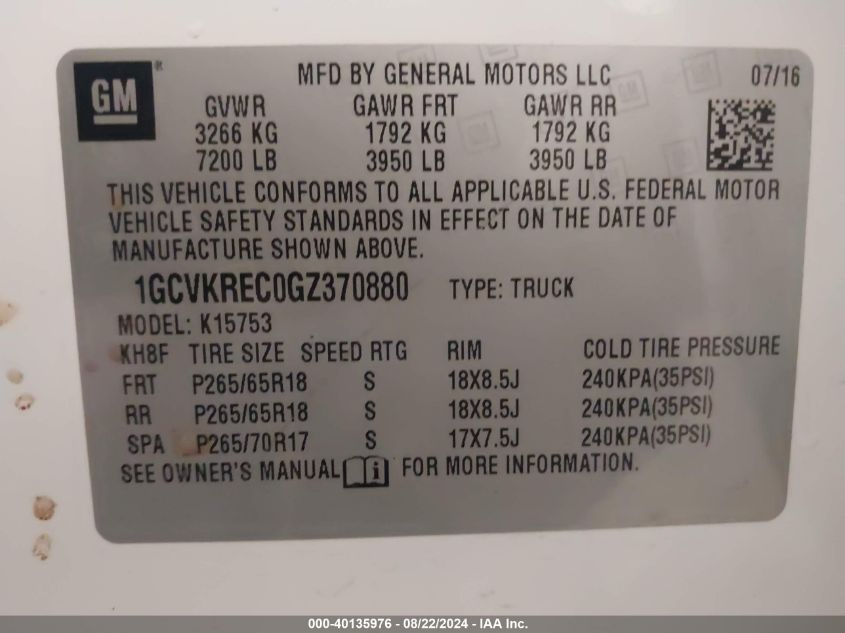 GM® MFD BY GENERAL MOTORS LLC 07/16
GVWR GAWR FRT GAWR RR
3266 KG 1792 KG 1792 KG
7200 LB 3950 LB 3950 LB
THIS VEHICLE CONFORMS TO ALL APPLICABLE U.S. FEDERAL MOTOR
VEHICLE SAFETY STANDARDS IN EFFECT ON THE DATE OF
MANUFACTURE SHOWN ABOVE.
1GCVKREC0GZ370880 TYPE: TRUCK
MODEL: K15753
KH8F TIRE SIZE SPEED RTG RIM COLD TIRE PRESSURE
FRT P265/65R18 S 18X8.5J 240KPA(35PSI)
RR P265/65R18 S 18X8.5J 240KPA(35PSI)
SPA P265/70R17 S 17X7.5J 240KPA(35PSI)
SEE OWNER'S MANUAL i FOR MORE INFORMATION.
000-40135976 - 08/22/2024 - IAA Inc.